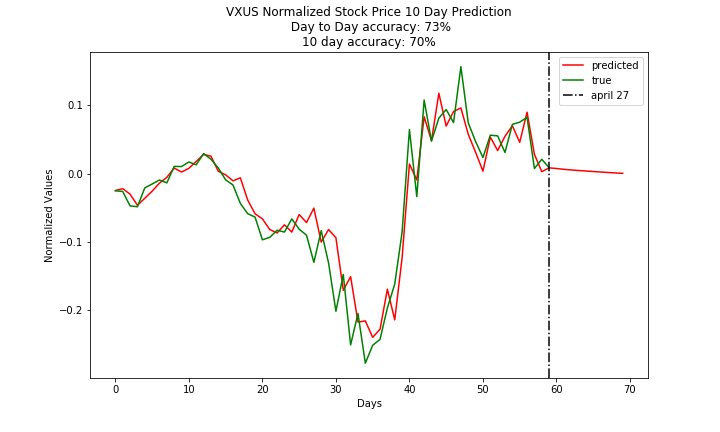 VXUS Normalized Stock Price 10 Day Prediction
Day to Day accuracy: 73%
10 day accuracy: 70%
predicted
true
april 27
0.1
0.0
−0.1
−0.2
Normalized Values
0 10 20 30 40 50 60 70
Days